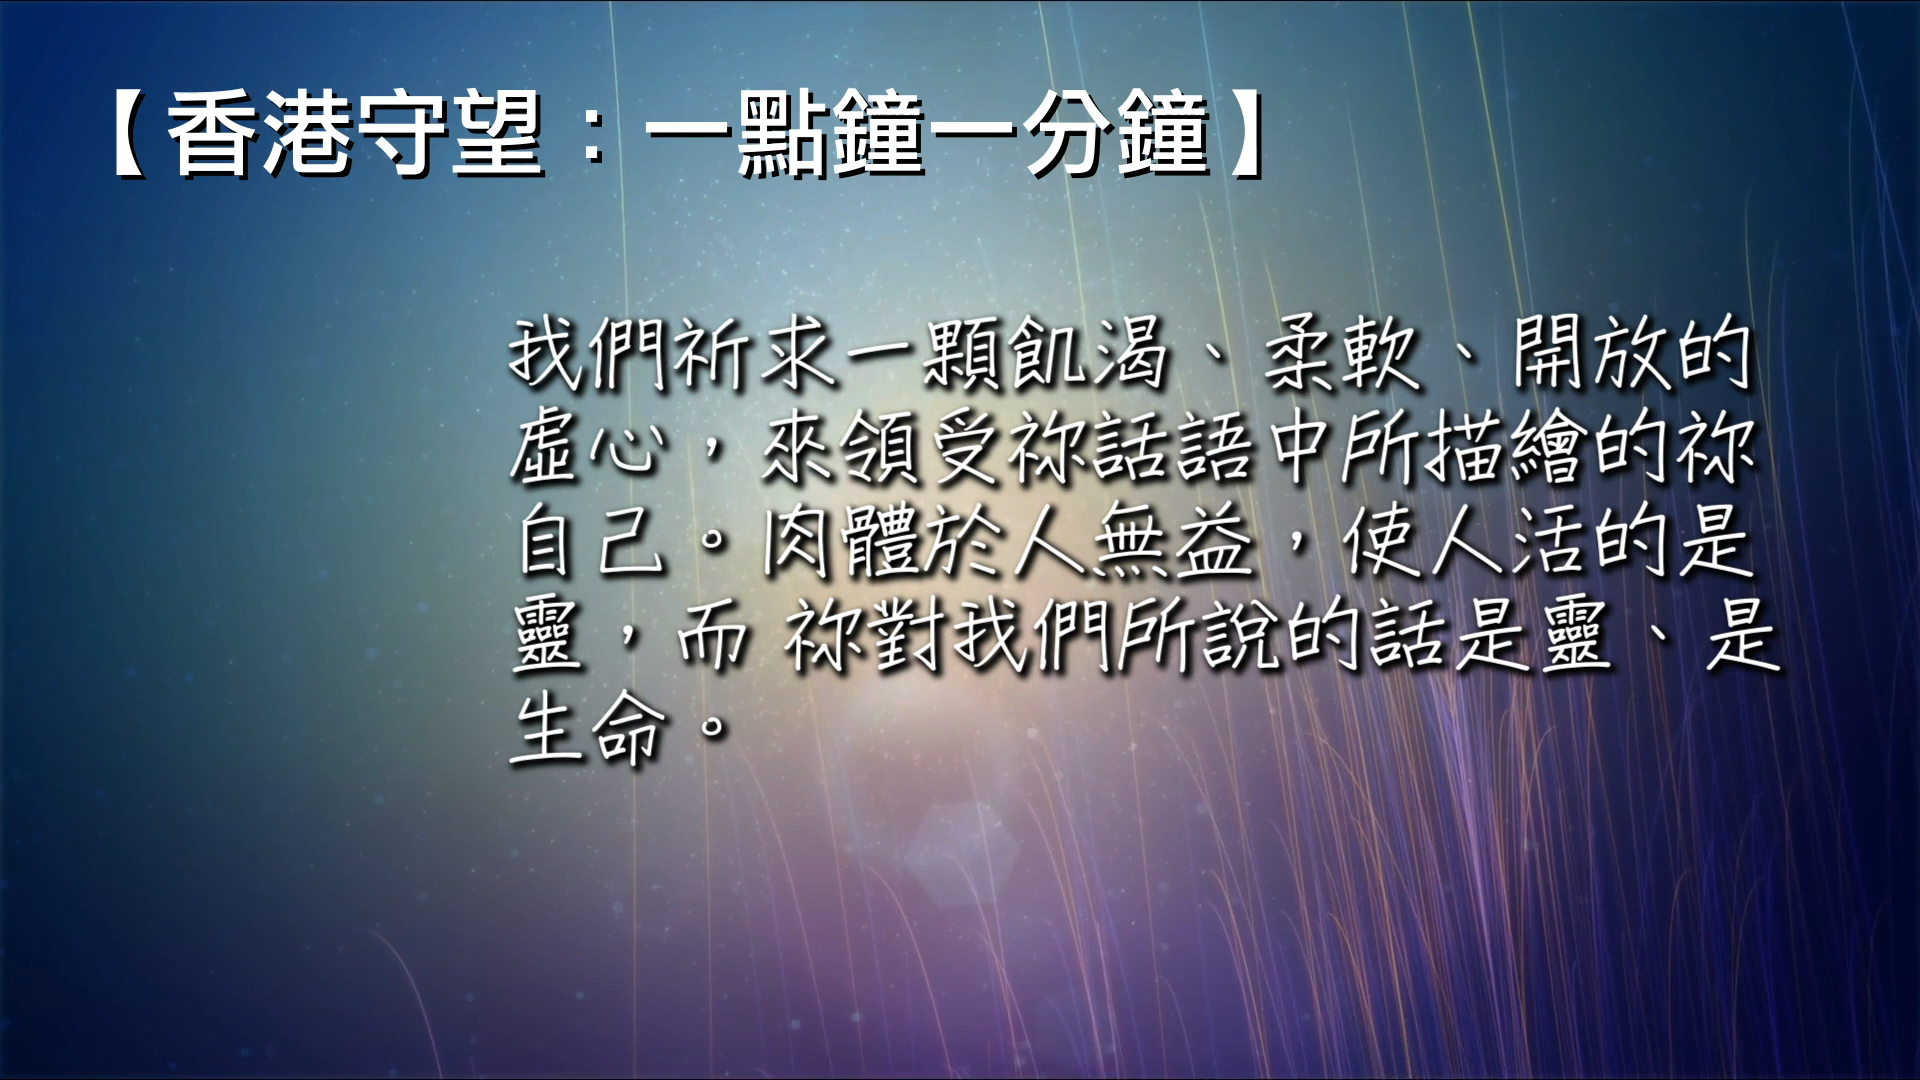 【香港守望：一點鐘一分鐘】
我們祈求一顆飢渴、柔軟、開放的
虛心，來領受祢話語中所描繪的祢
自己。肉體於人無益，使人活的是
靈，而 祢對我們所說的話是靈、是
生命。